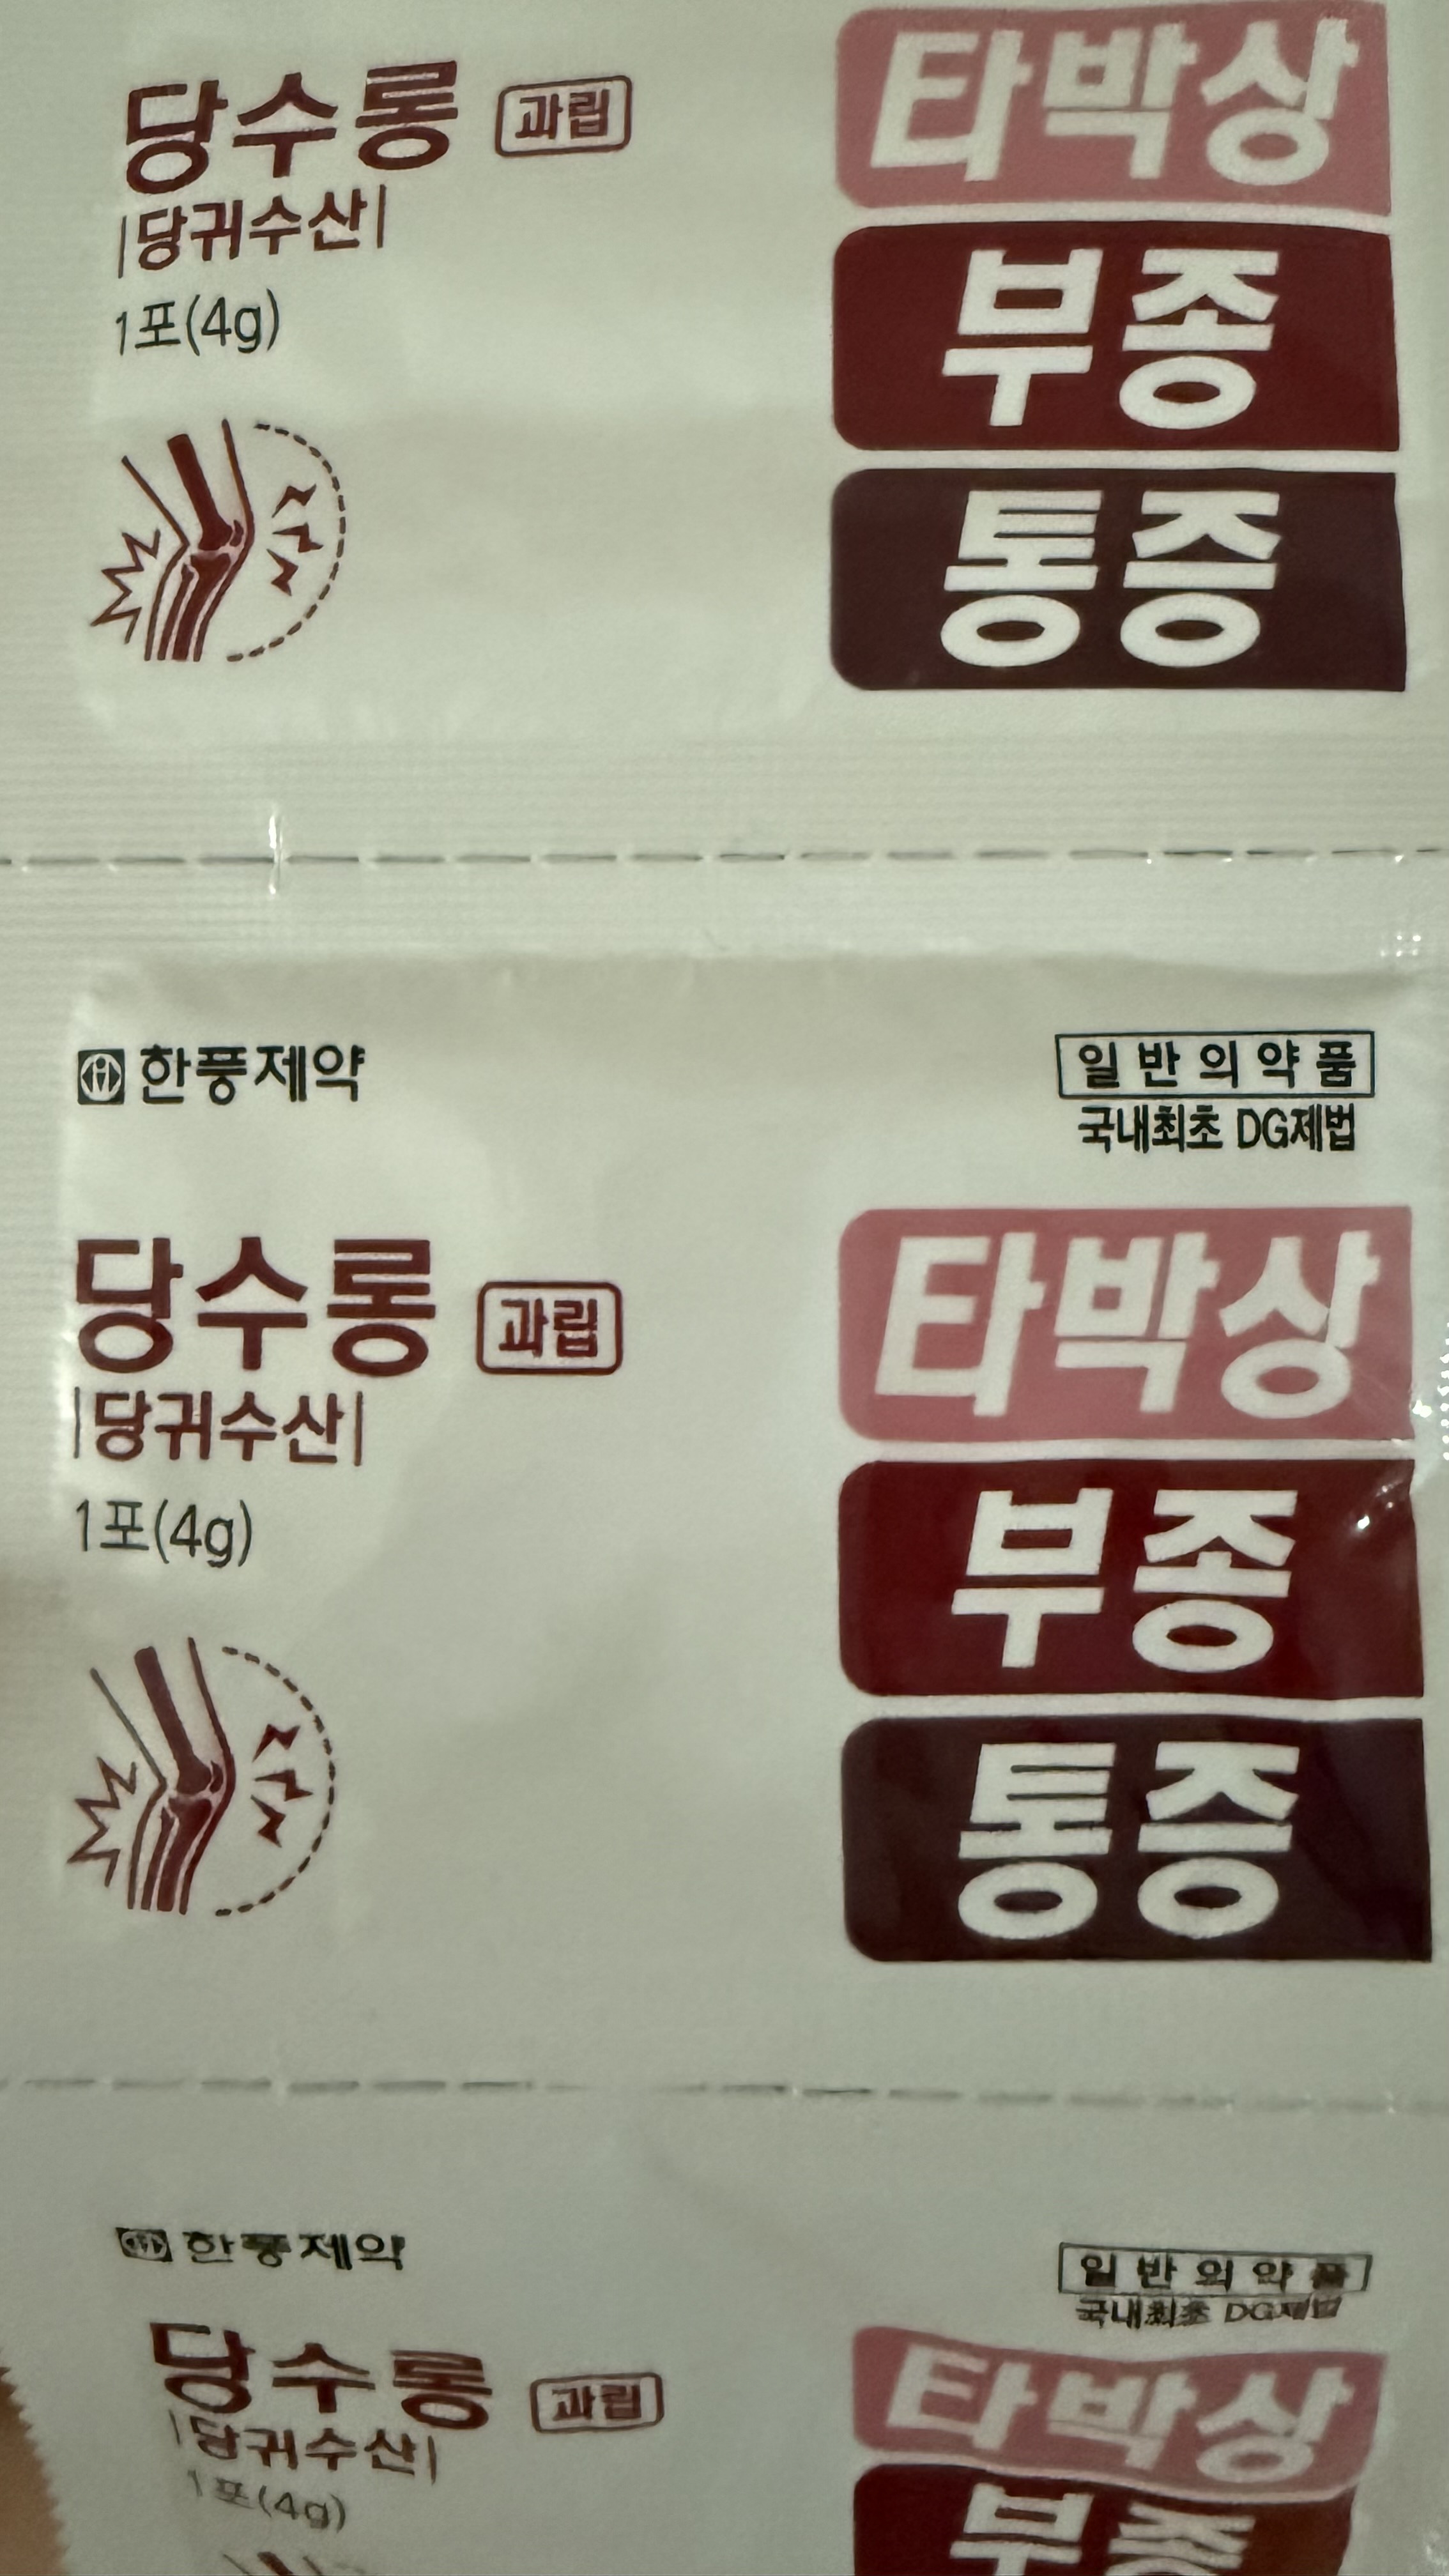 당수롱 과립
|당귀수산|
1포(4g)
타박상
부종
통증
한풍제약
일반의약품
국내최초 DG제법
당수롱 과립
|당귀수산|
1포(4g)
타박상
부종
통증
한풍제약
일반의약품
국내최초 DG제법
당수롱 과립
|당귀수산|
1포(4g)
타박상
부종